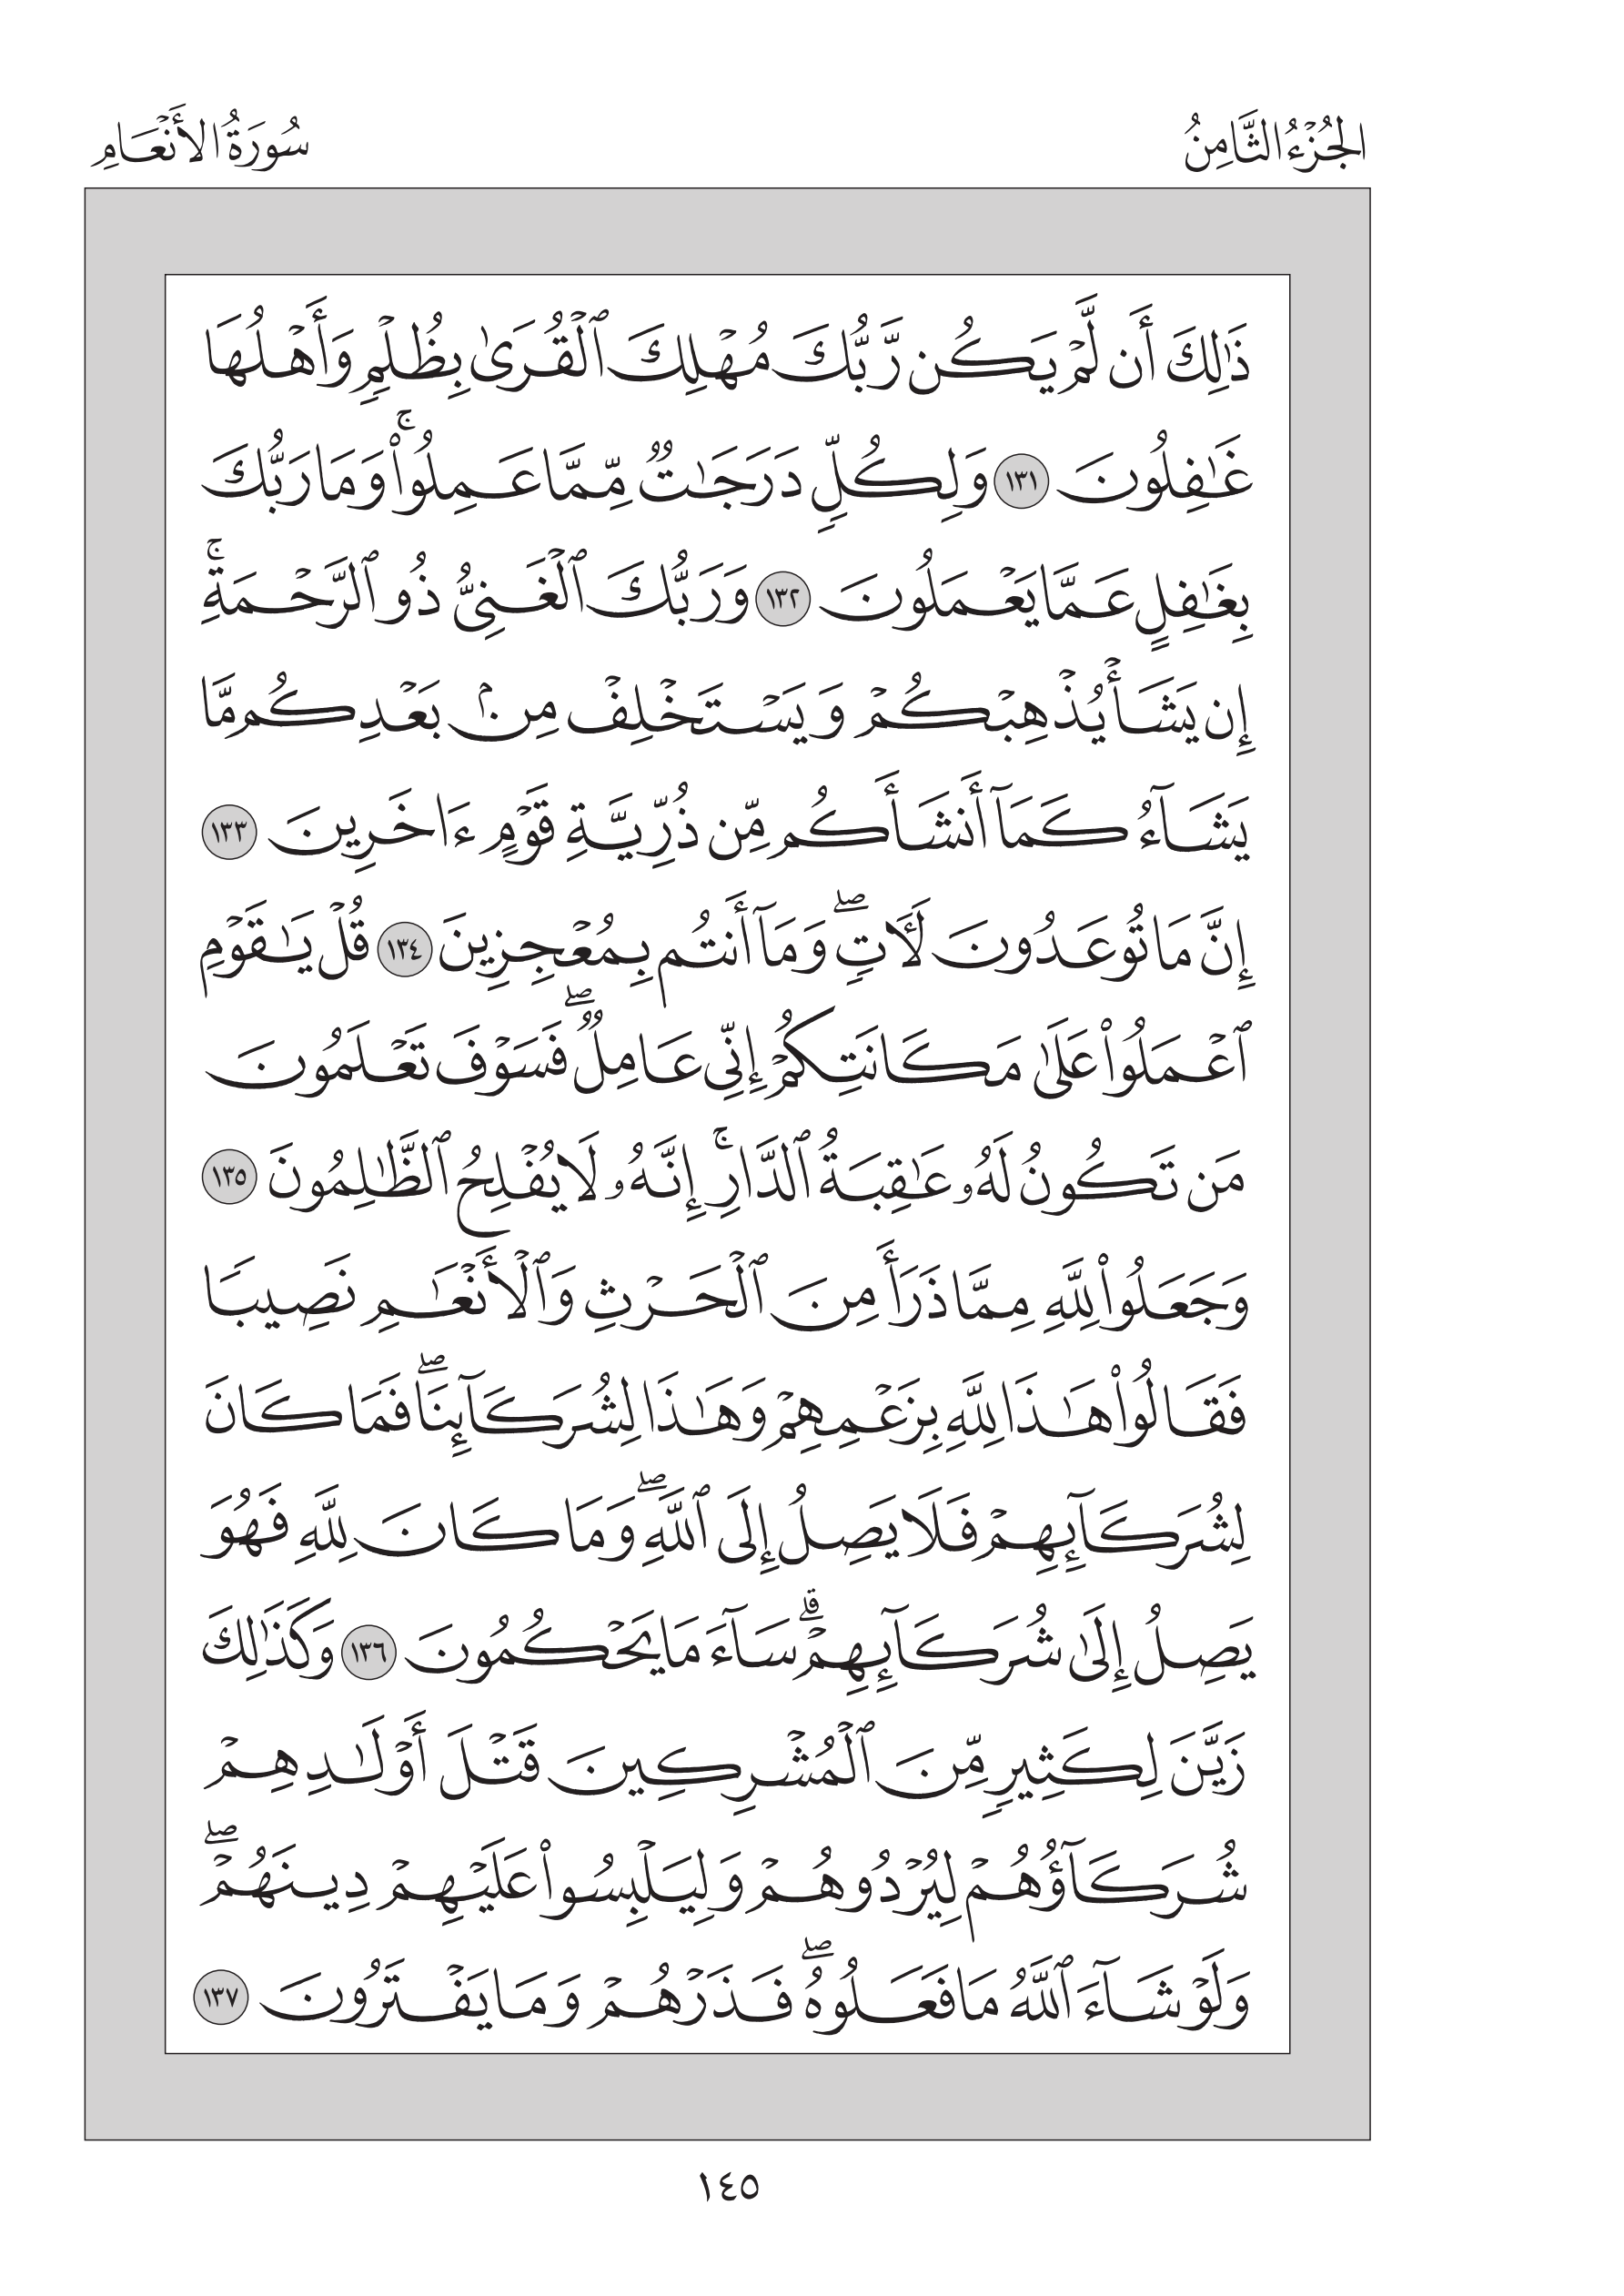 الجُزْءُ الثَّامِنُ
سُورَةُ الأَنْعَامِ
ذَٰلِكَ أَن لَّمْ يَكُن رَّبُّكَ مُهْلِكَ ٱلْقُرَىٰ بِظُلْمٍ وَأَهْلُهَا
غَٰفِلُونَ ١٣١ وَلِكُلٍّ دَرَجَٰتٌ مِّمَّا عَمِلُوا۟ ۚ وَمَا رَبُّكَ
بِغَٰفِلٍ عَمَّا يَعْمَلُونَ ١٣٢ وَرَبُّكَ ٱلْغَنِىُّ ذُو ٱلرَّحْمَةِ ۚ
إِن يَشَأْ يُذْهِبْكُمْ وَيَسْتَخْلِفْ مِنۢ بَعْدِكُم مَّا
يَشَآءُ كَمَآ أَنشَأَكُم مِّن ذُرِّيَّةِ قَوْمٍ ءَاخَرِينَ ١٣٣
إِنَّ مَا تُوعَدُونَ لَءَاتٍ ۖ وَمَآ أَنتُم بِمُعْجِزِينَ ١٣٤ قُلْ يَٰقَوْمِ
ٱعْمَلُوا۟ عَلَىٰ مَكَانَتِكُمْ إِنِّى عَامِلٌ ۖ فَسَوْفَ تَعْلَمُونَ
مَن تَكُونُ لَهُۥ عَٰقِبَةُ ٱلدَّارِ ۚ إِنَّهُۥ لَا يُفْلِحُ ٱلظَّٰلِمُونَ ١٣٥
وَجَعَلُوا۟ لِلَّهِ مِمَّا ذَرَأَ مِنَ ٱلْحَرْثِ وَٱلْأَنْعَٰمِ نَصِيبًا
فَقَالُوا۟ هَٰذَا لِلَّهِ بِزَعْمِهِمْ وَهَٰذَا لِشُرَكَآئِنَا ۖ فَمَا كَانَ
لِشُرَكَآئِهِمْ فَلَا يَصِلُ إِلَى ٱللَّهِ ۖ وَمَا كَانَ لِلَّهِ فَهُوَ
يَصِلُ إِلَىٰ شُرَكَآئِهِمْ ۗ سَآءَ مَا يَحْكُمُونَ ١٣٦ وَكَذَٰلِكَ
زَيَّنَ لِكَثِيرٍ مِّنَ ٱلْمُشْرِكِينَ قَتْلَ أَوْلَٰدِهِمْ
شُرَكَآؤُهُمْ لِيُرْدُوهُمْ وَلِيَلْبِسُوا۟ عَلَيْهِمْ دِينَهُمْ ۖ
وَلَوْ شَآءَ ٱللَّهُ مَا فَعَلُوهُ ۖ فَذَرْهُمْ وَمَا يَفْتَرُونَ ١٣٧
١٤٥